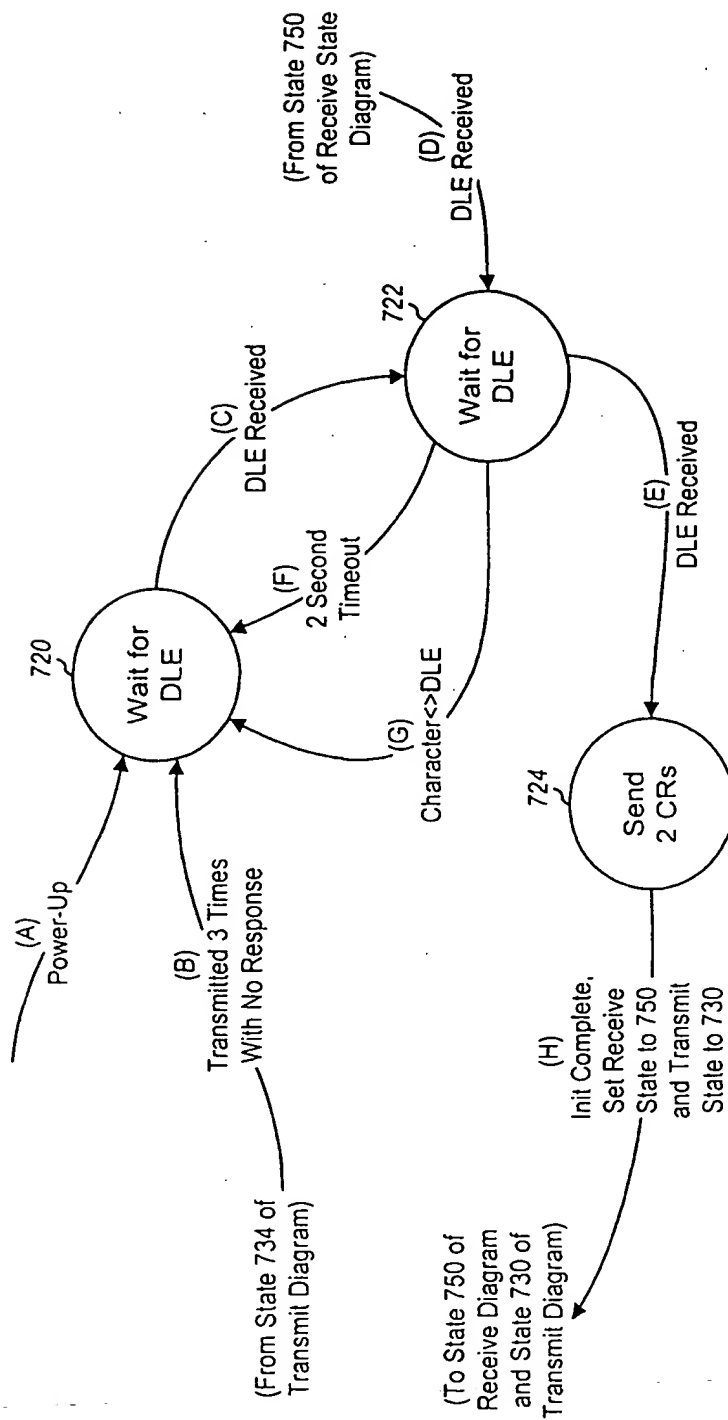 (A)
Power-Up
(B)
Transmitted 3 Times
With No Response
(From State 734 of
Transmit Diagram)
720
Wait for
DLE
(C)
DLE Received
(F)
2 Second
Timeout
(G)
Character<>DLE
722
Wait for
DLE
(From State 750
of Receive State
Diagram)
(D)
DLE Received
(E)
DLE Received
724
Send
2 CRs
(H)
Init Complete,
Set Receive
State to 750
and Transmit
State to 730
(To State 750 of
Receive Diagram
and State 730 of
Transmit Diagram)